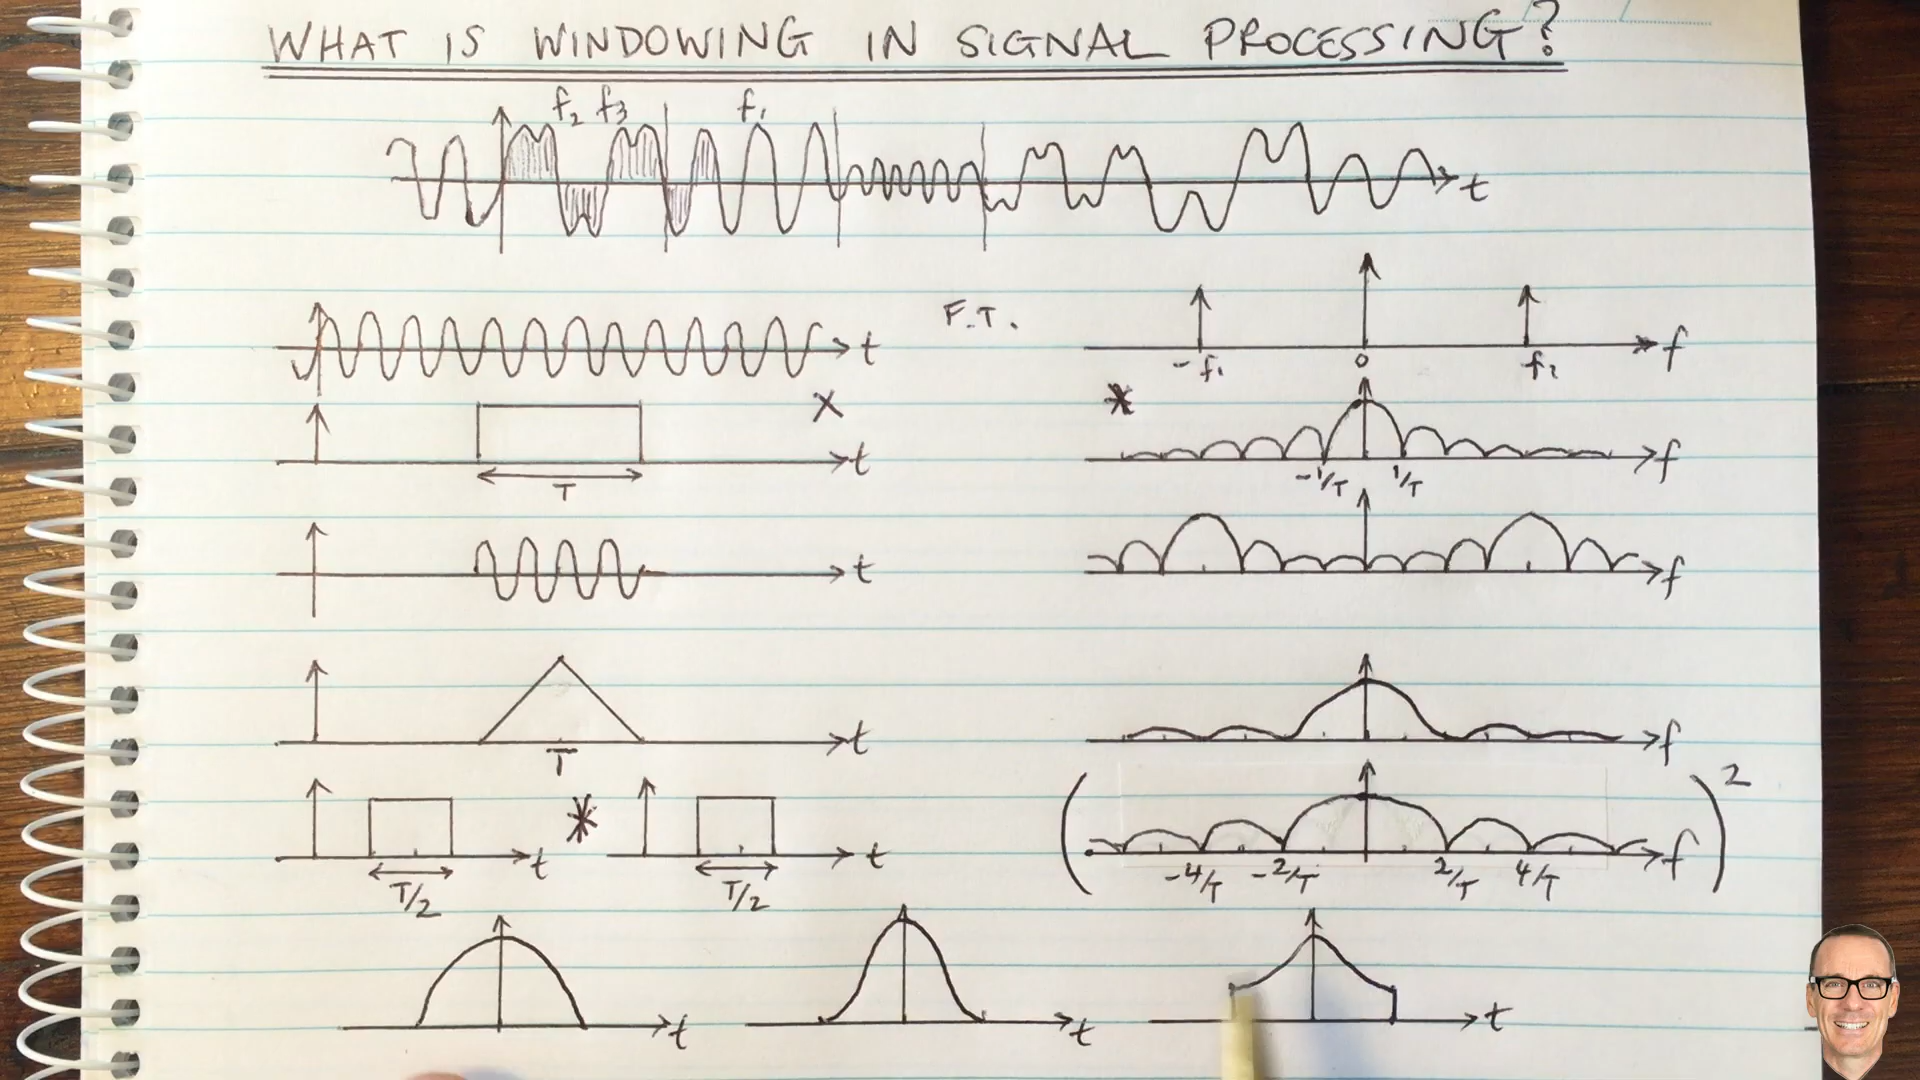 WHAT IS WINDOWING IN SIGNAL PROCESSING?
f₂ f₃ f₁
t
F.T.
t
-f₁ 0 f₂ f
x *
t f
T -1/T 1/T
t f
t f
T
2
* t t f
T/2 T/2 -4/T -2/T 2/T 4/T
t t t